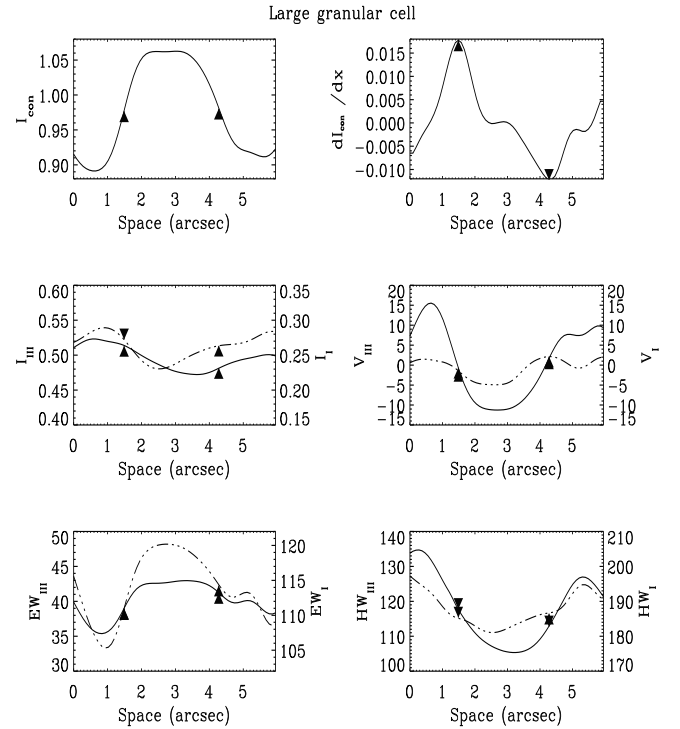 Large granular cell
I_con
1.05
1.00
0.95
0.90
0 1 2 3 4 5
Space (arcsec)
dI_con /dx
0.015
0.010
0.005
0.000
-0.005
-0.010
0 1 2 3 4 5
Space (arcsec)
I_III
0.60
0.55
0.50
0.45
0.40
0.35
0.30
0.25
0.20
0.15
I_I
0 1 2 3 4 5
Space (arcsec)
V_III
20
15
10
5
0
-5
-10
-15
20
15
10
5
0
-5
-10
-15
V_I
0 1 2 3 4 5
Space (arcsec)
EW_III
50
45
40
35
30
120
115
110
105
EW_I
0 1 2 3 4 5
Space (arcsec)
HW_III
140
130
120
110
100
210
200
190
180
170
HW_I
0 1 2 3 4 5
Space (arcsec)